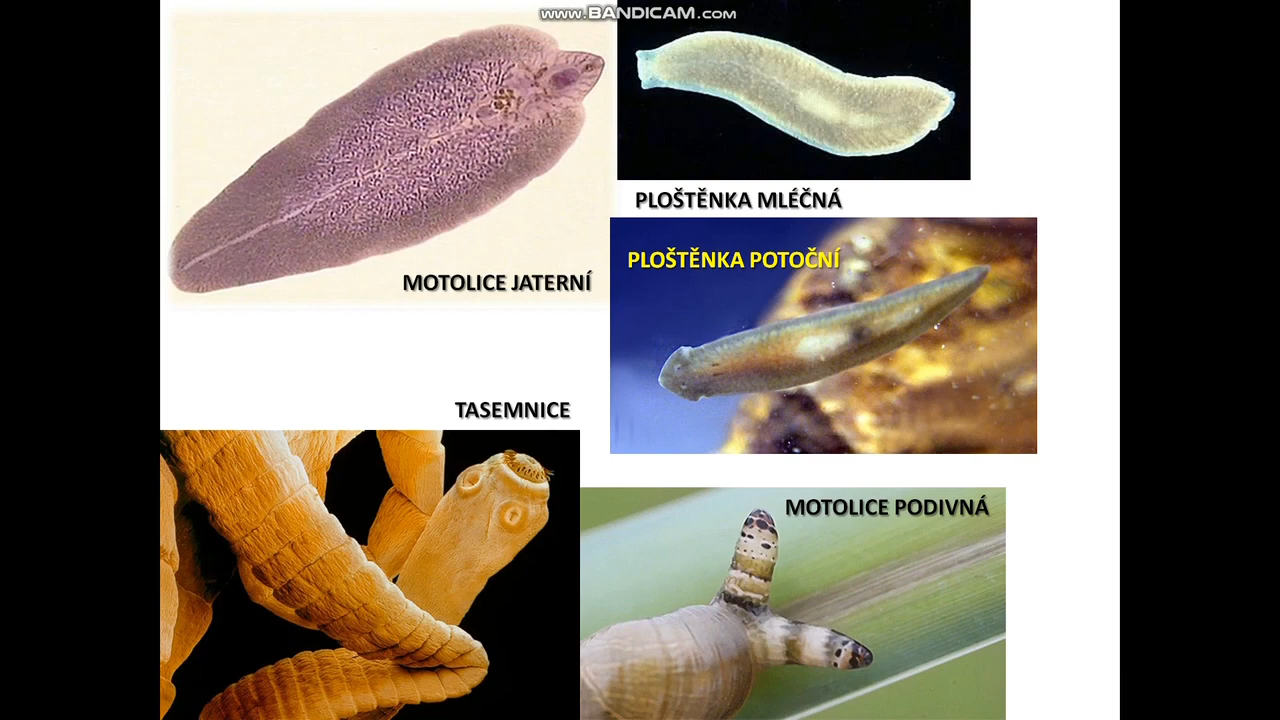 www.BANDICAM.com
PLOŠTĚNKA MLÉČNÁ
PLOŠTĚNKA POTOČNÍ
MOTOLICE JATERNÍ
TASEMNICE
MOTOLICE PODIVNÁ